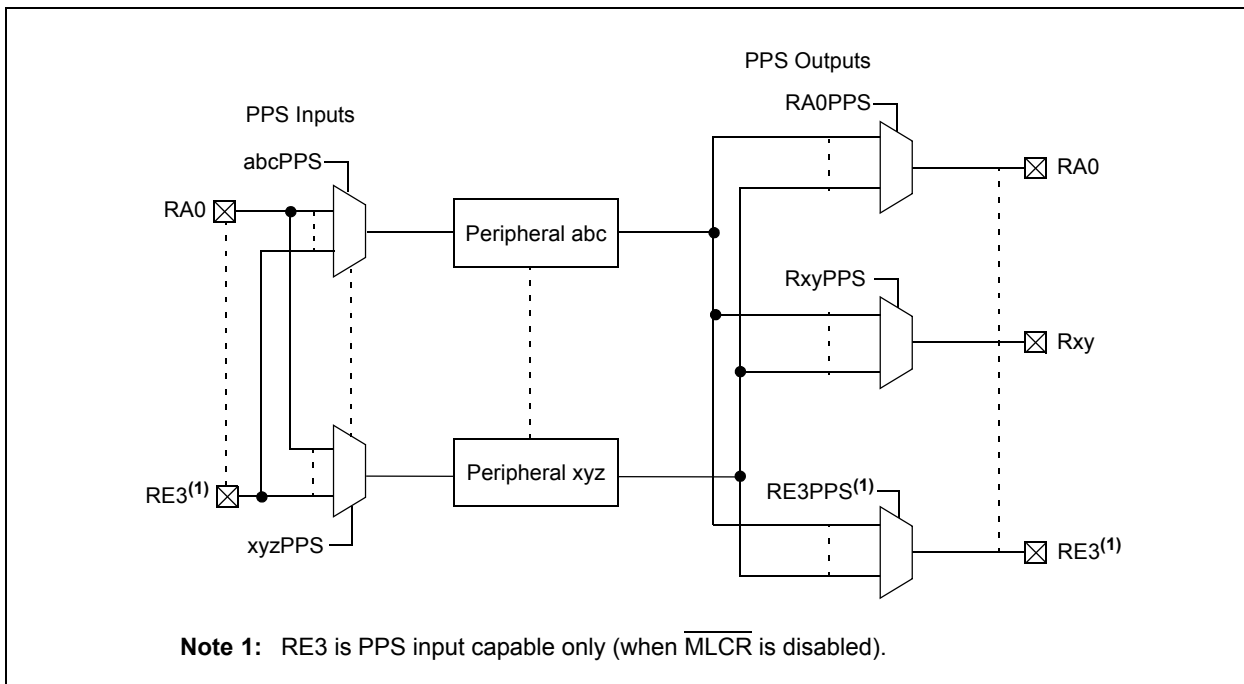 PPS Outputs
RA0PPS
PPS Inputs
abcPPS
RA0
Peripheral abc
RA0
RxyPPS
Rxy
Peripheral xyz
RE3(1)
xyzPPS
RE3PPS(1)
RE3(1)
Note 1: RE3 is PPS input capable only (when MLCR is disabled).